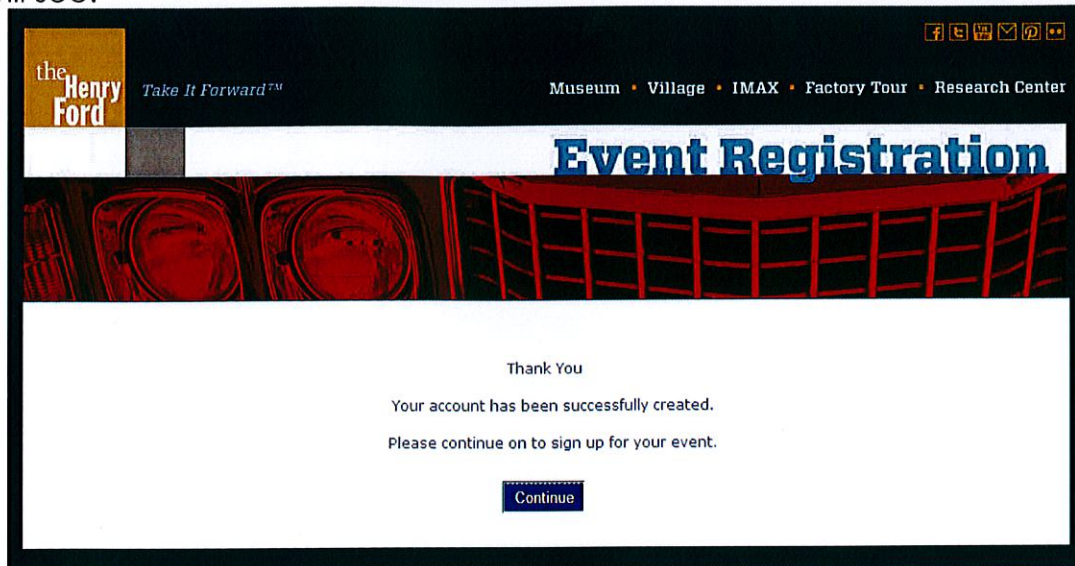 the
Henry
Ford
Take It Forward™
Museum • Village • IMAX • Factory Tour • Research Center
Event Registration
Thank You
Your account has been successfully created.
Please continue on to sign up for your event.
Continue